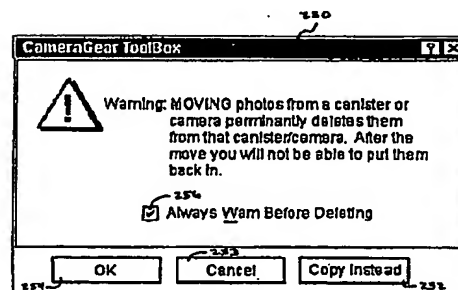 220
CameraGear ToolBox ? X
Warning: MOVING photos from a canister or
camera perminantly deletes them
from that canister/camera. After the
move you will not be able to put them
back in.
256
Always Warn Before Deleting
253
OK Cancel Copy Instead
254 252